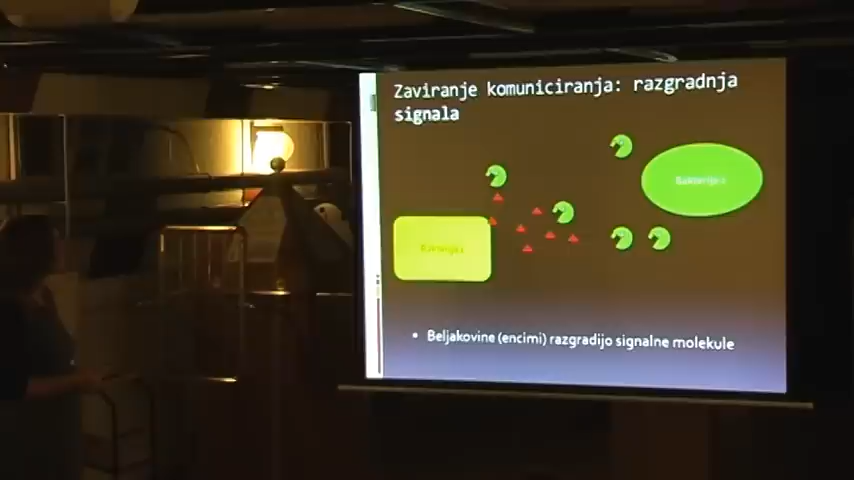 Zaviranje komuniciranja: razgradnja
signala
• Beljakovine (encimi) razgradijo signalne molekule